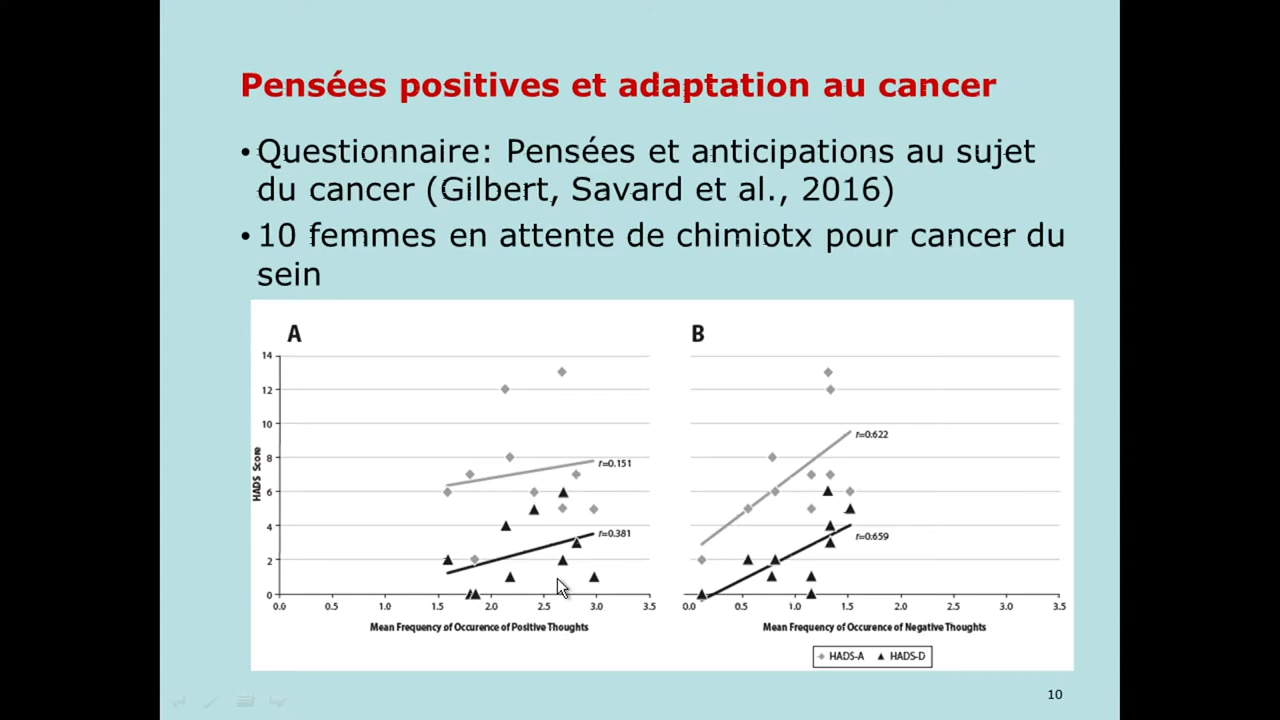 Pensées positives et adaptation au cancer
• Questionnaire: Pensées et anticipations au sujet
du cancer (Gilbert, Savard et al., 2016)
• 10 femmes en attente de chimiotx pour cancer du
sein
A
B
14
12
10
8
6
4
2
0
HADS Score
r=0.151
r=0.381
r=0.622
r=0.659
0.0 0.5 1.0 1.5 2.0 2.5 3.0 3.5
0.0 0.5 1.0 1.5 2.0 2.5 3.0 3.5
Mean Frequency of Occurence of Positive Thoughts
Mean Frequency of Occurence of Negative Thoughts
HADS-A HADS-D
10